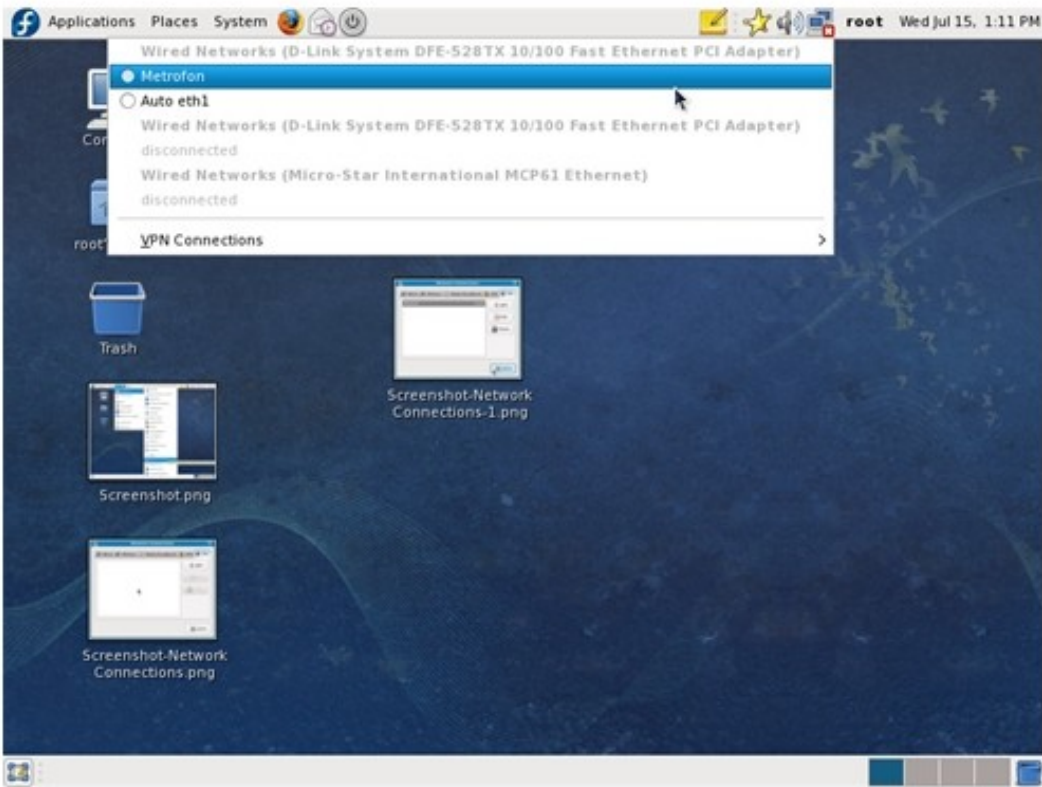 Applications Places System root Wed Jul 15, 1:11 PM
Wired Networks (D-Link System DFE-528TX 10/100 Fast Ethernet PCI Adapter)
Metrofon
Auto eth1
Wired Networks (D-Link System DFE-528TX 10/100 Fast Ethernet PCI Adapter)
disconnected
Wired Networks (Micro-Star International MCP61 Ethernet)
disconnected
VPN Connections
Trash
Screenshot-Network
Connections-1.png
Screenshot.png
Screenshot-Network
Connections.png